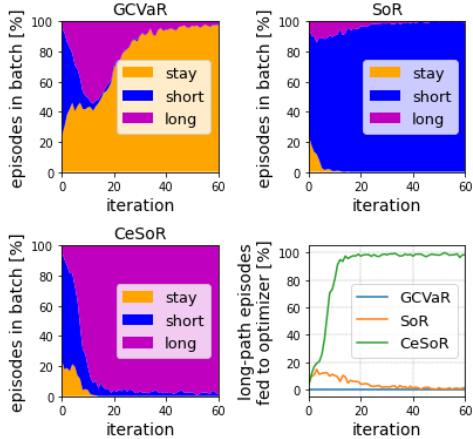 GCVaR
episodes in batch [%]
100
80
60
40
20
0
stay
short
long
0 20 40 60
iteration
SoR
episodes in batch [%]
100
80
60
40
20
0
stay
short
long
0 20 40 60
iteration
CeSoR
episodes in batch [%]
100
80
60
40
20
0
stay
short
long
0 20 40 60
iteration
long-path episodes
fed to optimizer [%]
100
80
60
40
20
0
GCVaR
SoR
CeSoR
0 20 40 60
iteration